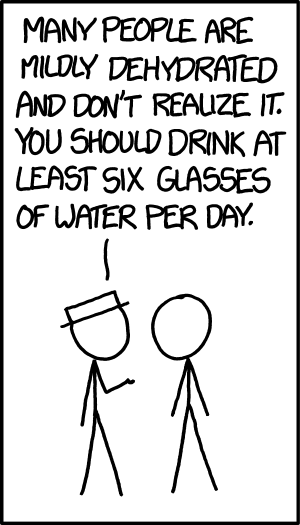 MANY PEOPLE ARE
MILDLY DEHYDRATED
AND DON'T REALIZE IT.
YOU SHOULD DRINK AT
LEAST SIX GLASSES
OF WATER PER DAY.